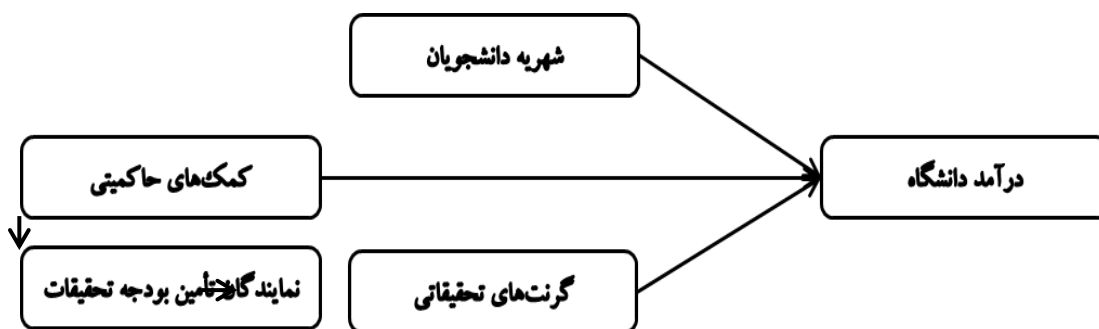 شهریه دانشجویان
کمک‌های حاکمیتی
درآمد دانشگاه
نمایندگان تأمین بودجه تحقیقات
گرنت‌های تحقیقاتی